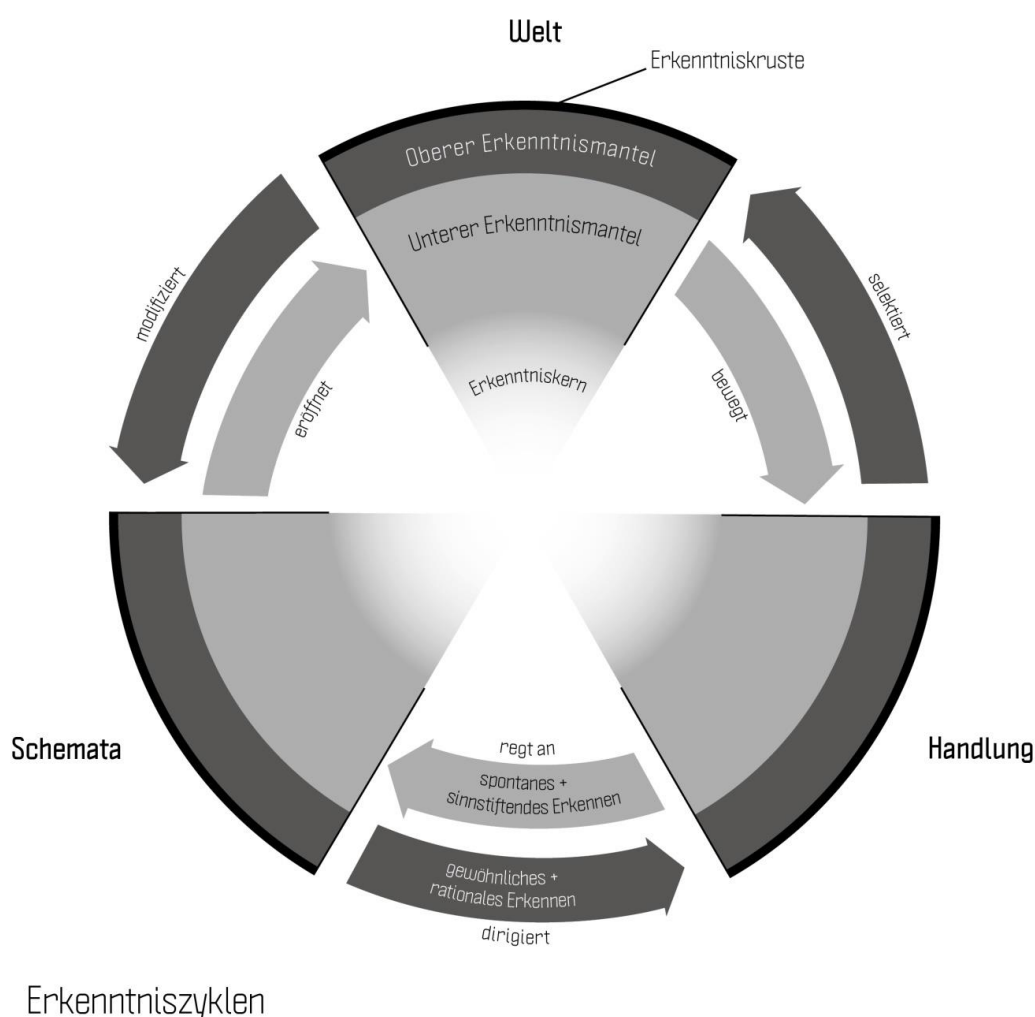 Welt
Erkenntniskruste
Oberer Erkenntnismantel
Unterer Erkenntnismantel
Erkenntniskern
modifiziert
eröffnet
bewegt
selektiert
Schemata
Handlung
regt an
spontanes +
sinnstiftendes Erkennen
gewöhnliches +
rationales Erkennen
dirigiert
Erkenntniszyklen